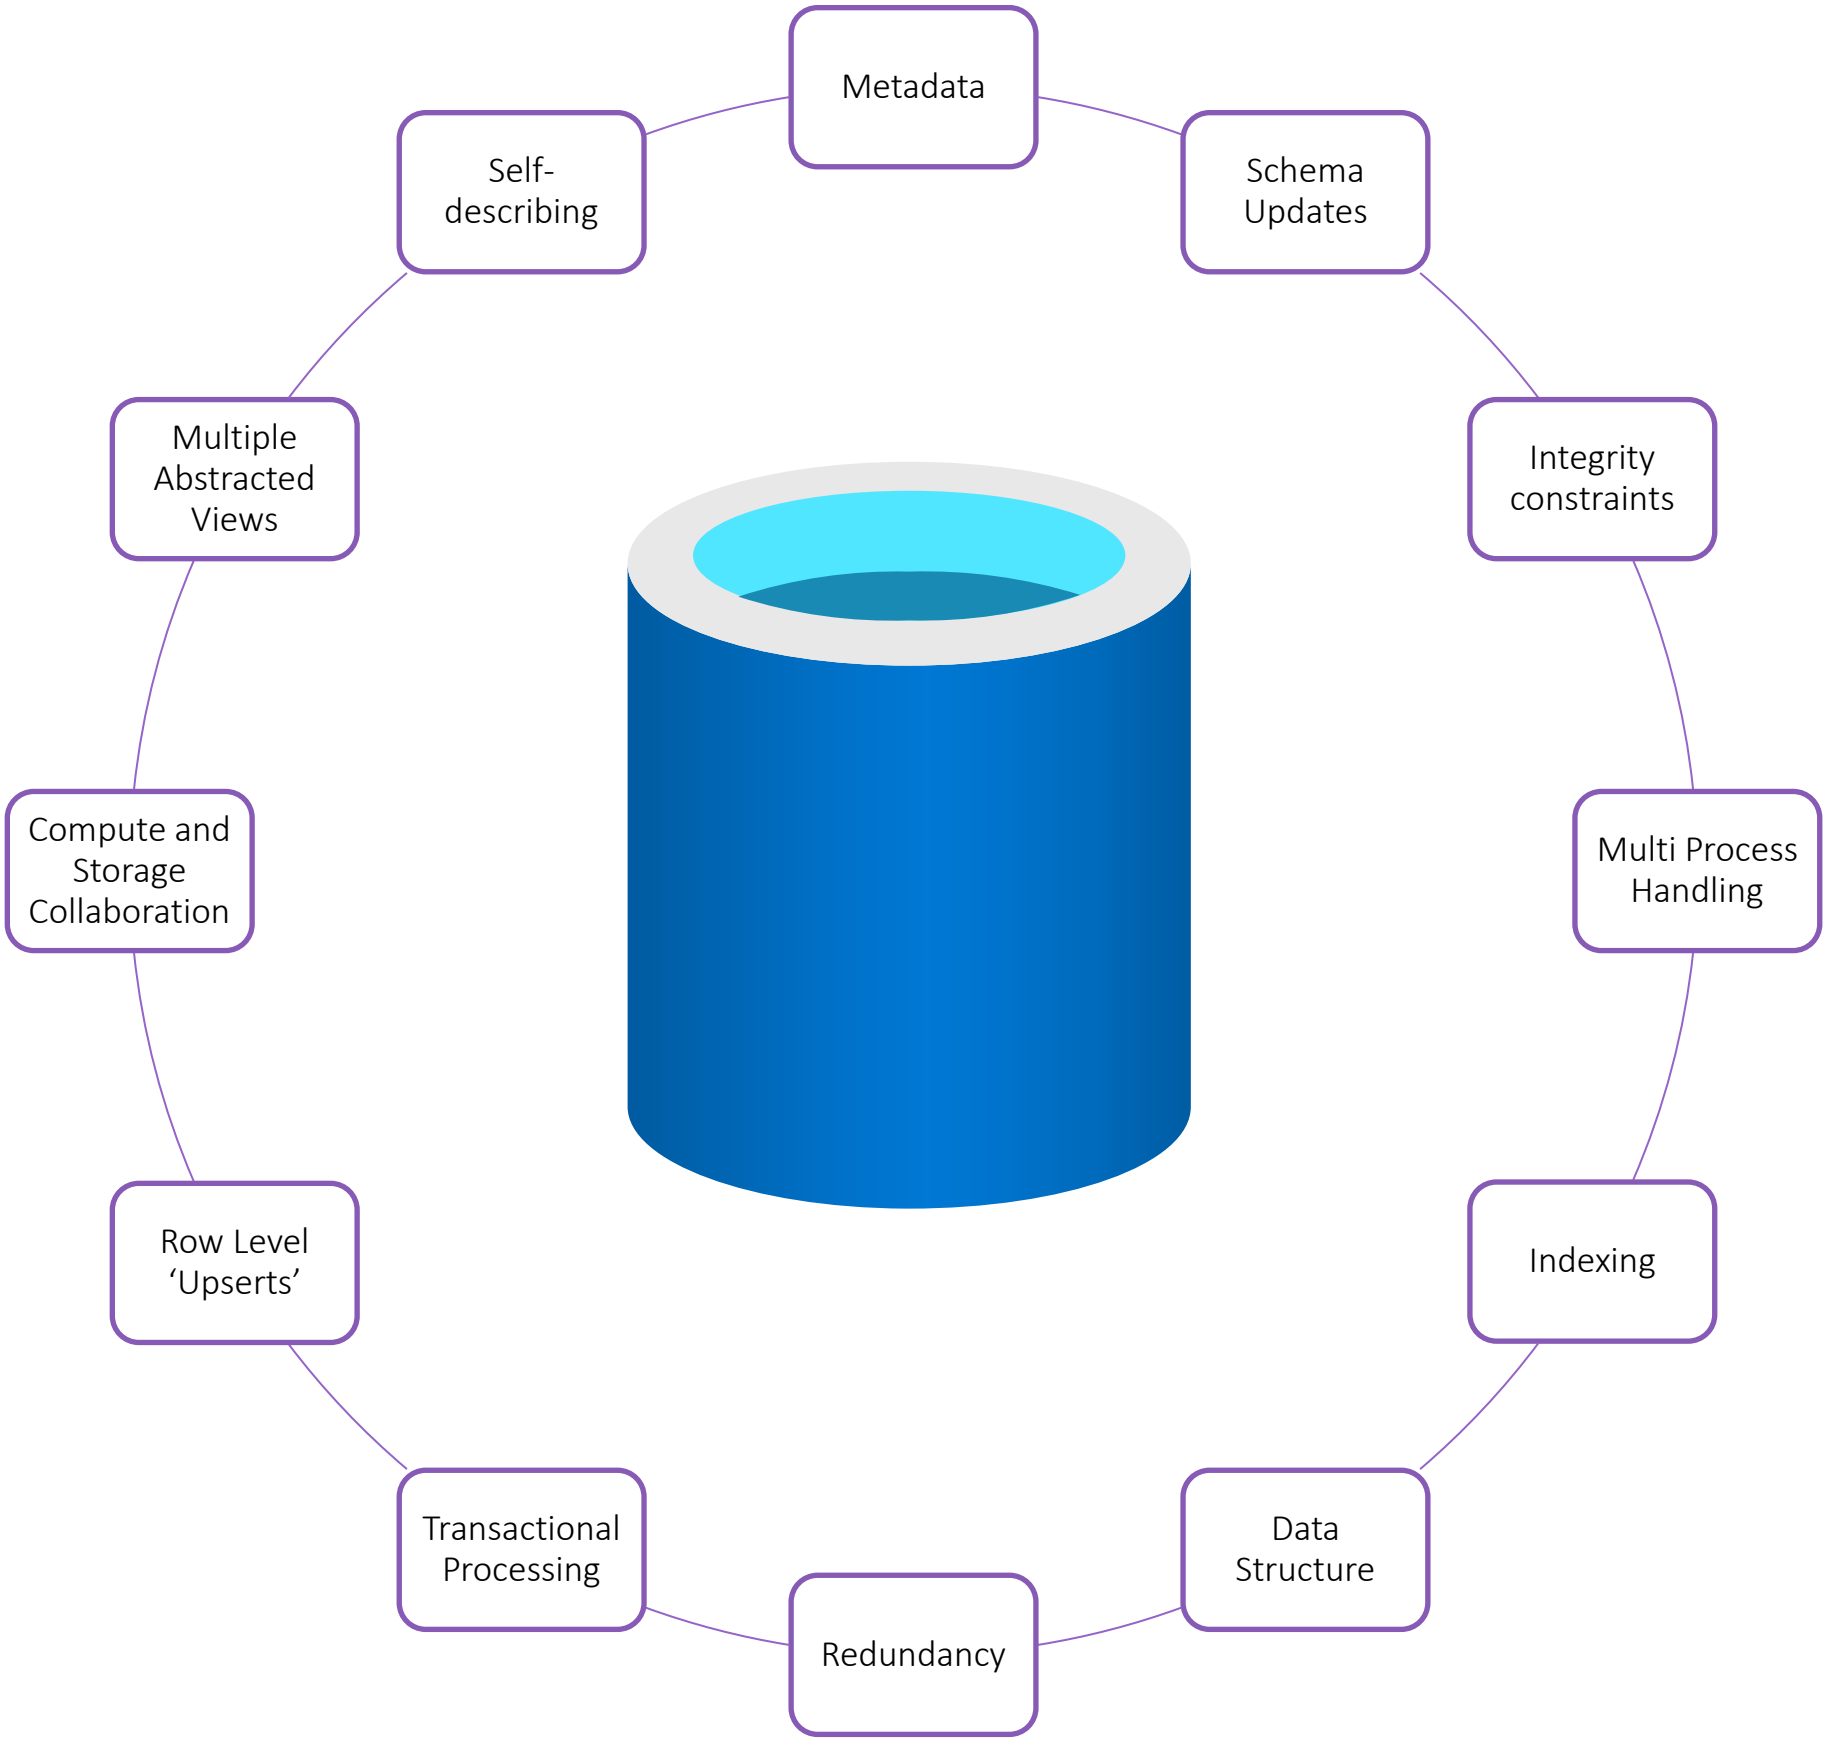 Metadata
Schema
Updates
Integrity
constraints
Multi Process
Handling
Indexing
Data
Structure
Redundancy
Transactional
Processing
Row Level
‘Upserts’
Compute and
Storage
Collaboration
Multiple
Abstracted
Views
Self-
describing